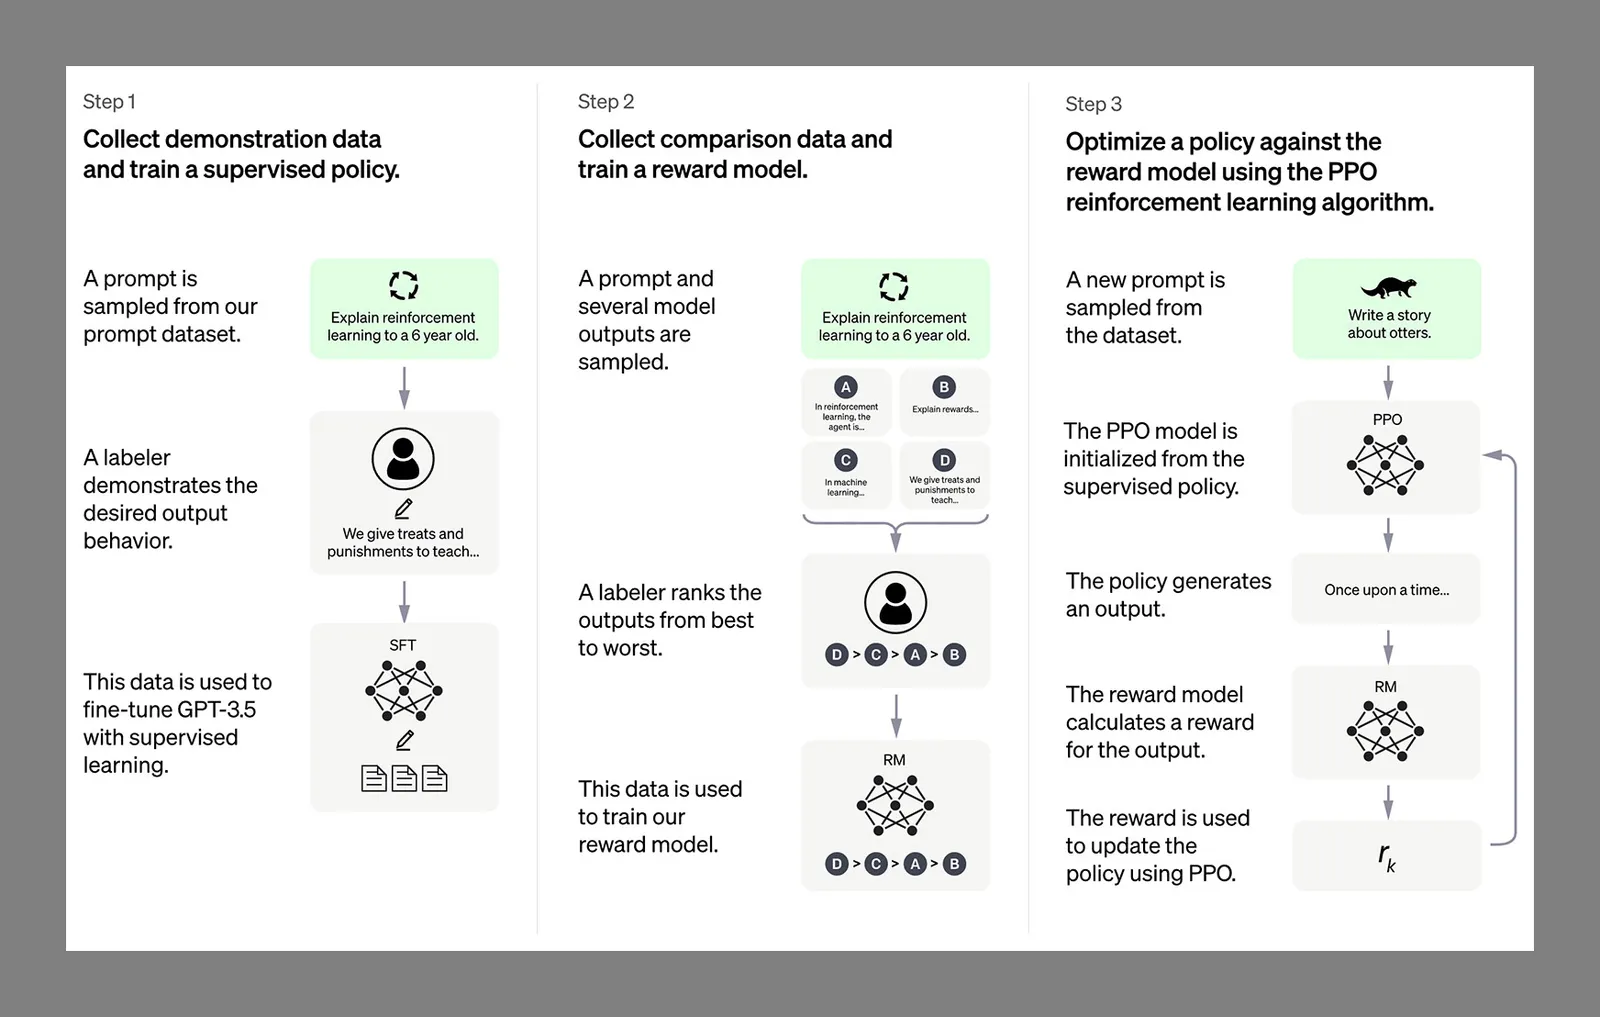 Step 1
Collect demonstration data
and train a supervised policy.
A prompt is
sampled from our
prompt dataset.
Explain reinforcement
learning to a 6 year old.
A labeler
demonstrates the
desired output
behavior.
We give treats and
punishments to teach...
This data is used to
fine-tune GPT-3.5
with supervised
learning.
SFT
Step 2
Collect comparison data and
train a reward model.
A prompt and
several model
outputs are
sampled.
Explain reinforcement
learning to a 6 year old.
A
In reinforcement
learning, the
agent is...
B
Explain rewards...
C
In machine
learning...
D
We give treats and
punishments to
teach...
A labeler ranks the
outputs from best
to worst.
D > C > A > B
This data is used
to train our
reward model.
RM
D > C > A > B
Step 3
Optimize a policy against the
reward model using the PPO
reinforcement learning algorithm.
A new prompt is
sampled from
the dataset.
Write a story
about otters.
The PPO model is
initialized from the
supervised policy.
PPO
The policy generates
an output.
Once upon a time...
The reward model
calculates a reward
for the output.
RM
The reward is used
to update the
policy using PPO.
rk